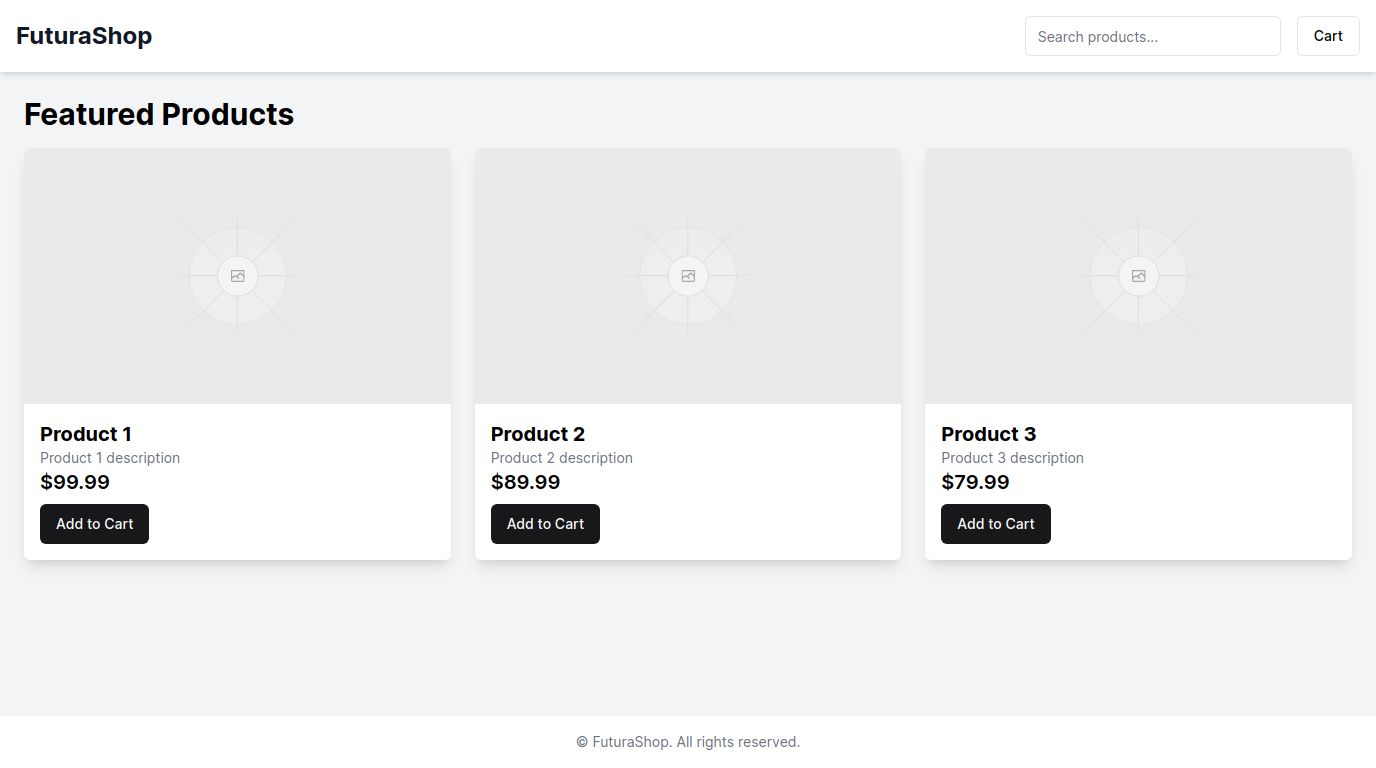 FuturaShop
Search products...
Cart
Featured Products
Product 1
Product 1 description
$99.99
Add to Cart
Product 2
Product 2 description
$89.99
Add to Cart
Product 3
Product 3 description
$79.99
Add to Cart
© FuturaShop. All rights reserved.